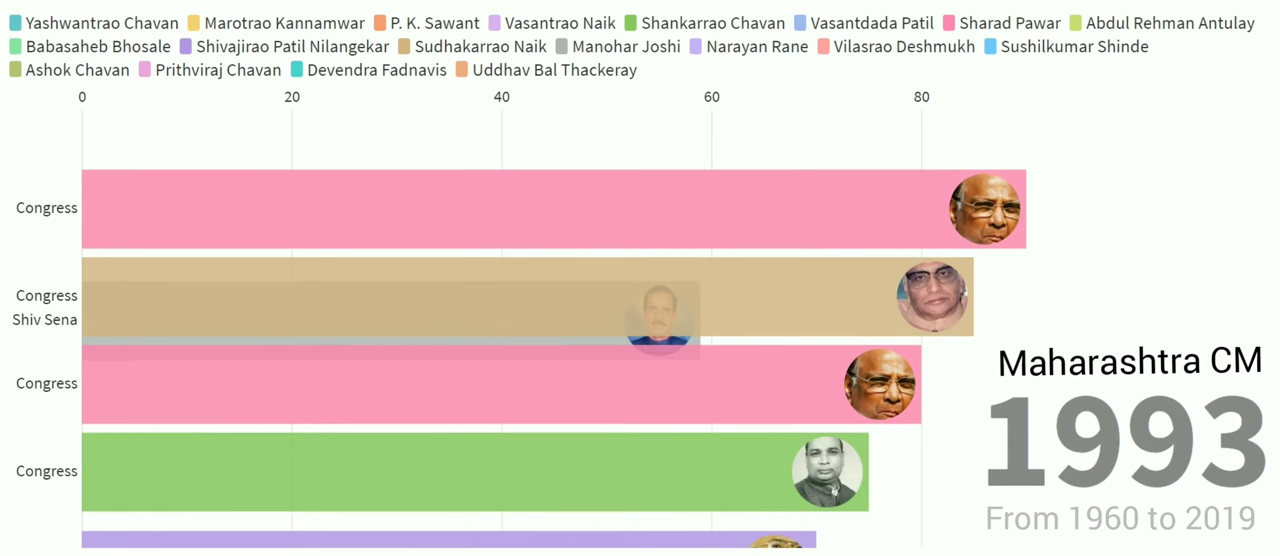 Yashwantrao Chavan Marotrao Kannamwar P. K. Sawant Vasantrao Naik Shankarrao Chavan Vasantdada Patil Sharad Pawar Abdul Rehman Antulay
Babasaheb Bhosale Shivajirao Patil Nilangekar Sudhakarrao Naik Manohar Joshi Narayan Rane Vilasrao Deshmukh Sushilkumar Shinde
Ashok Chavan Prithviraj Chavan Devendra Fadnavis Uddhav Bal Thackeray
0 20 40 60 80
Congress
Congress
Shiv Sena
Congress
Congress
Maharashtra CM
1993
From 1960 to 2019